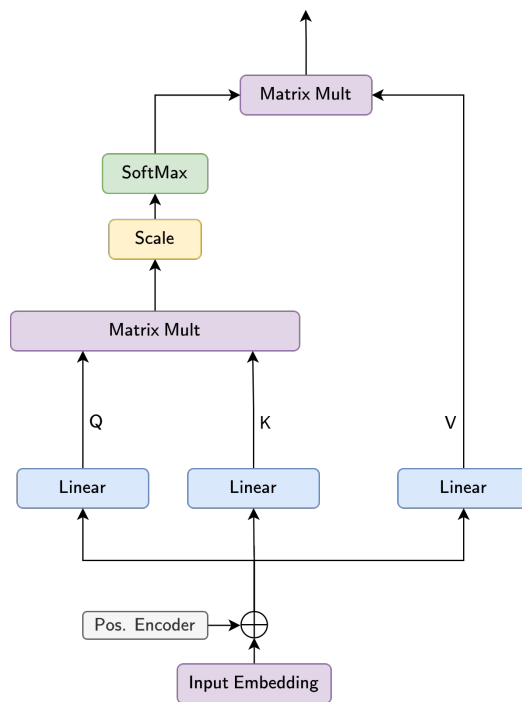 Matrix Mult
SoftMax
Scale
Matrix Mult
Q K V
Linear Linear Linear
Pos. Encoder
Input Embedding